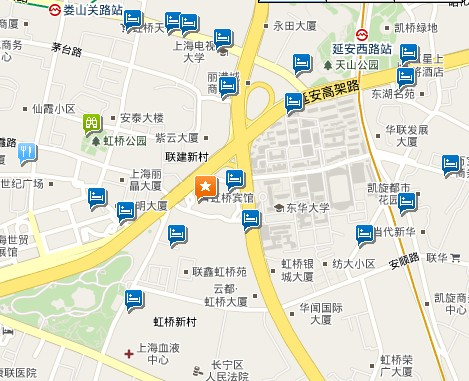 娄山关路站
永田大厦
凯桥绿地
商务
茅台路
虹桥天
上海电视
大学
延安西路站
天山公园
丽
星上
酒店
东湖名苑
仙霞小区
安泰大楼
延安高架路
虹桥公园
紫云大厦
华联发展
大厦
霞路
联建新村
世纪广场
上海丽
晶大厦
凯旋都市
花园
虹桥宾馆
东华大学
明大厦
当代新华
海世贸
展馆
安顺路
联华
联鑫虹桥苑
虹桥银
城大厦
纺大小区
云都·
虹桥大厦
凯旋商务
中心
虹桥新村
华闻国际
大厦
上海血液
中心
长宁区
人民法院
虹桥荣
广大厦
联医院